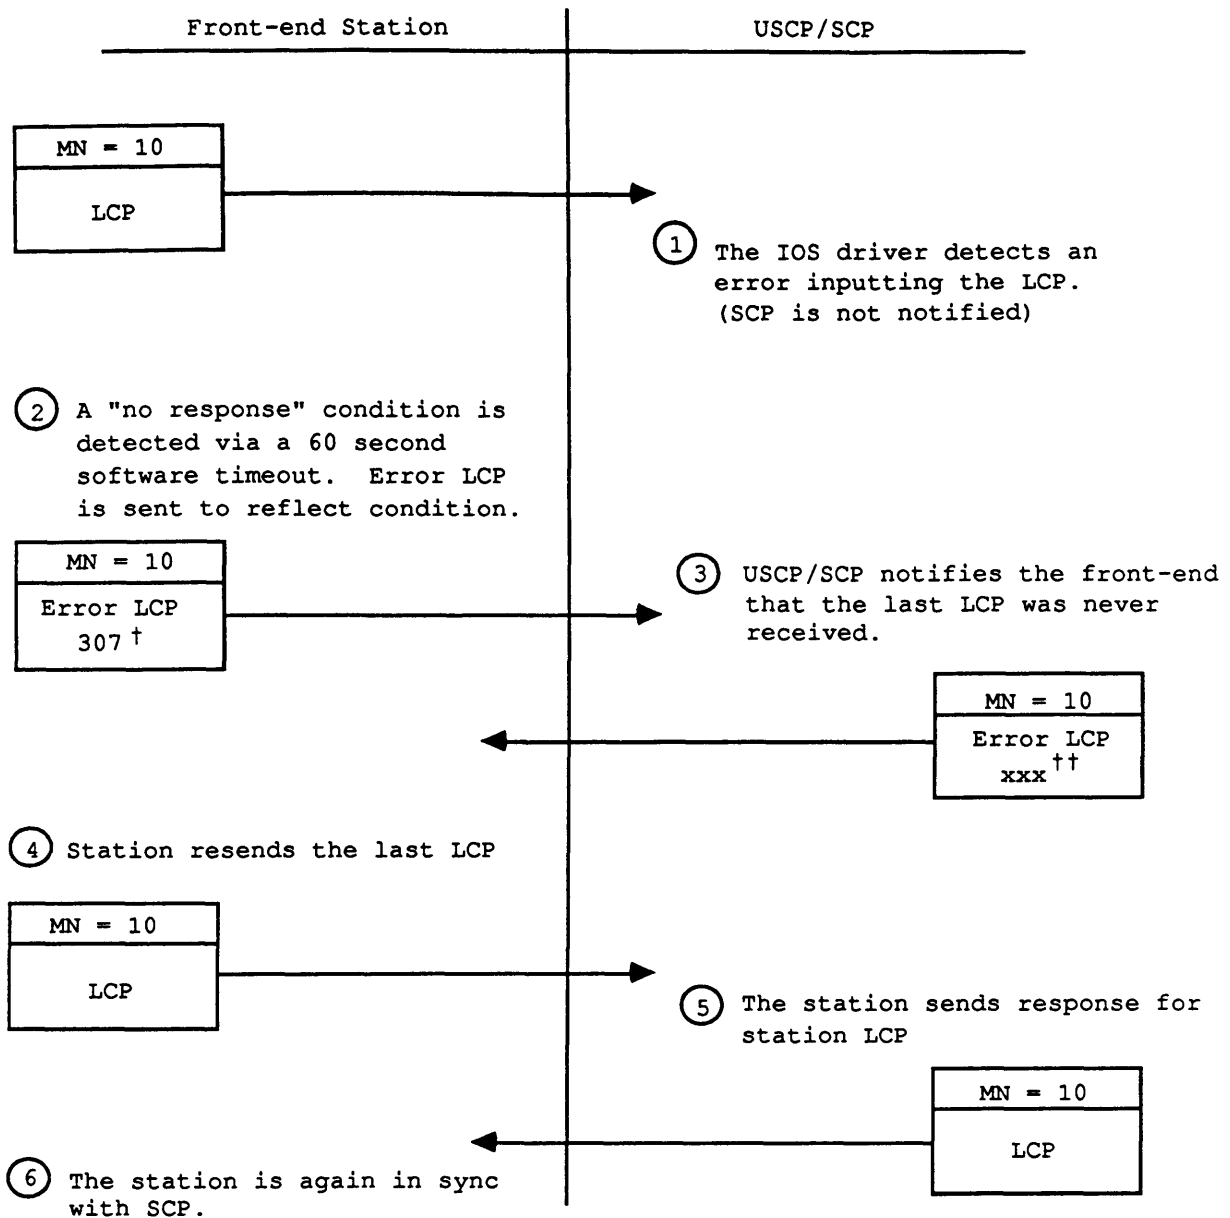 Front-end Station
USCP/SCP
MN = 10
LCP
1 The IOS driver detects an
error inputting the LCP.
(SCP is not notified)
2 A "no response" condition is
detected via a 60 second
software timeout. Error LCP
is sent to reflect condition.
MN = 10
Error LCP
307 †
3 USCP/SCP notifies the front-end
that the last LCP was never
received.
MN = 10
Error LCP
xxx ††
4 Station resends the last LCP
MN = 10
LCP
5 The station sends response for
station LCP
MN = 10
LCP
6 The station is again in sync
with SCP.